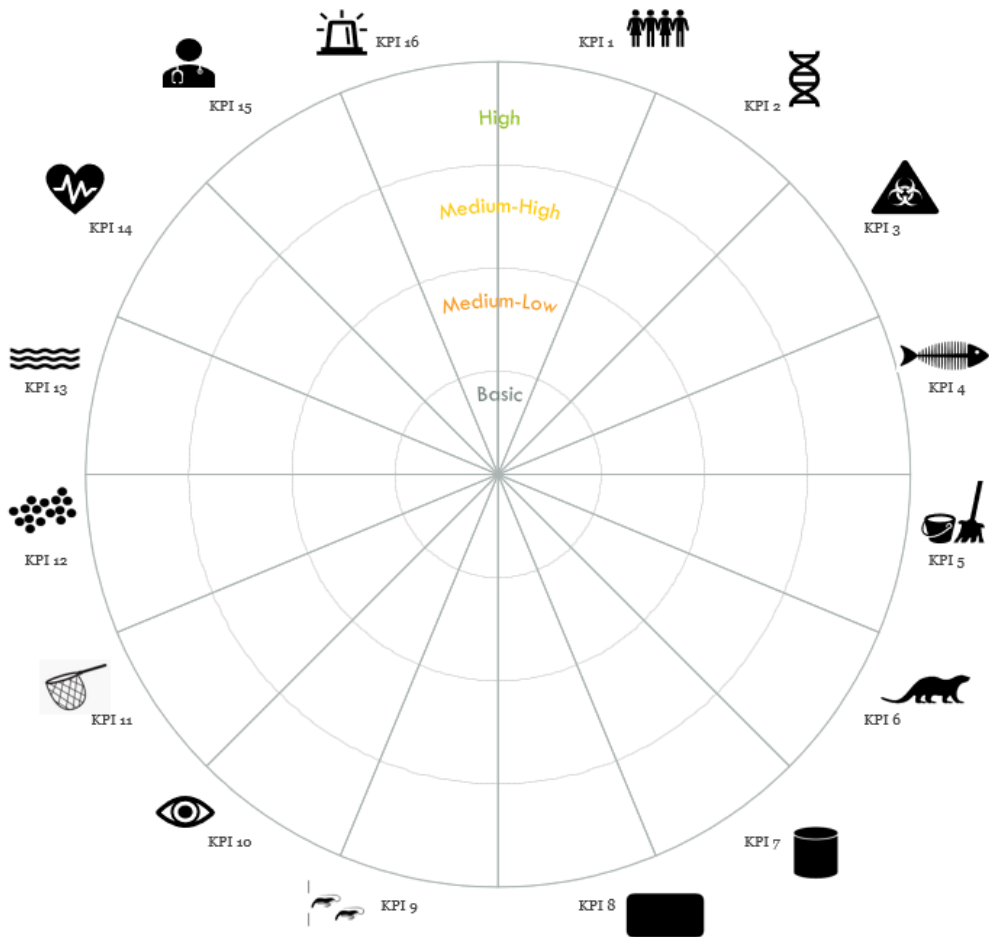 KPI 16
KPI 1
KPI 15
KPI 2
High
Medium-High
KPI 14
KPI 3
Medium-Low
KPI 13
KPI 4
Basic
KPI 12
KPI 5
KPI 11
KPI 6
KPI 10
KPI 7
KPI 9
KPI 8